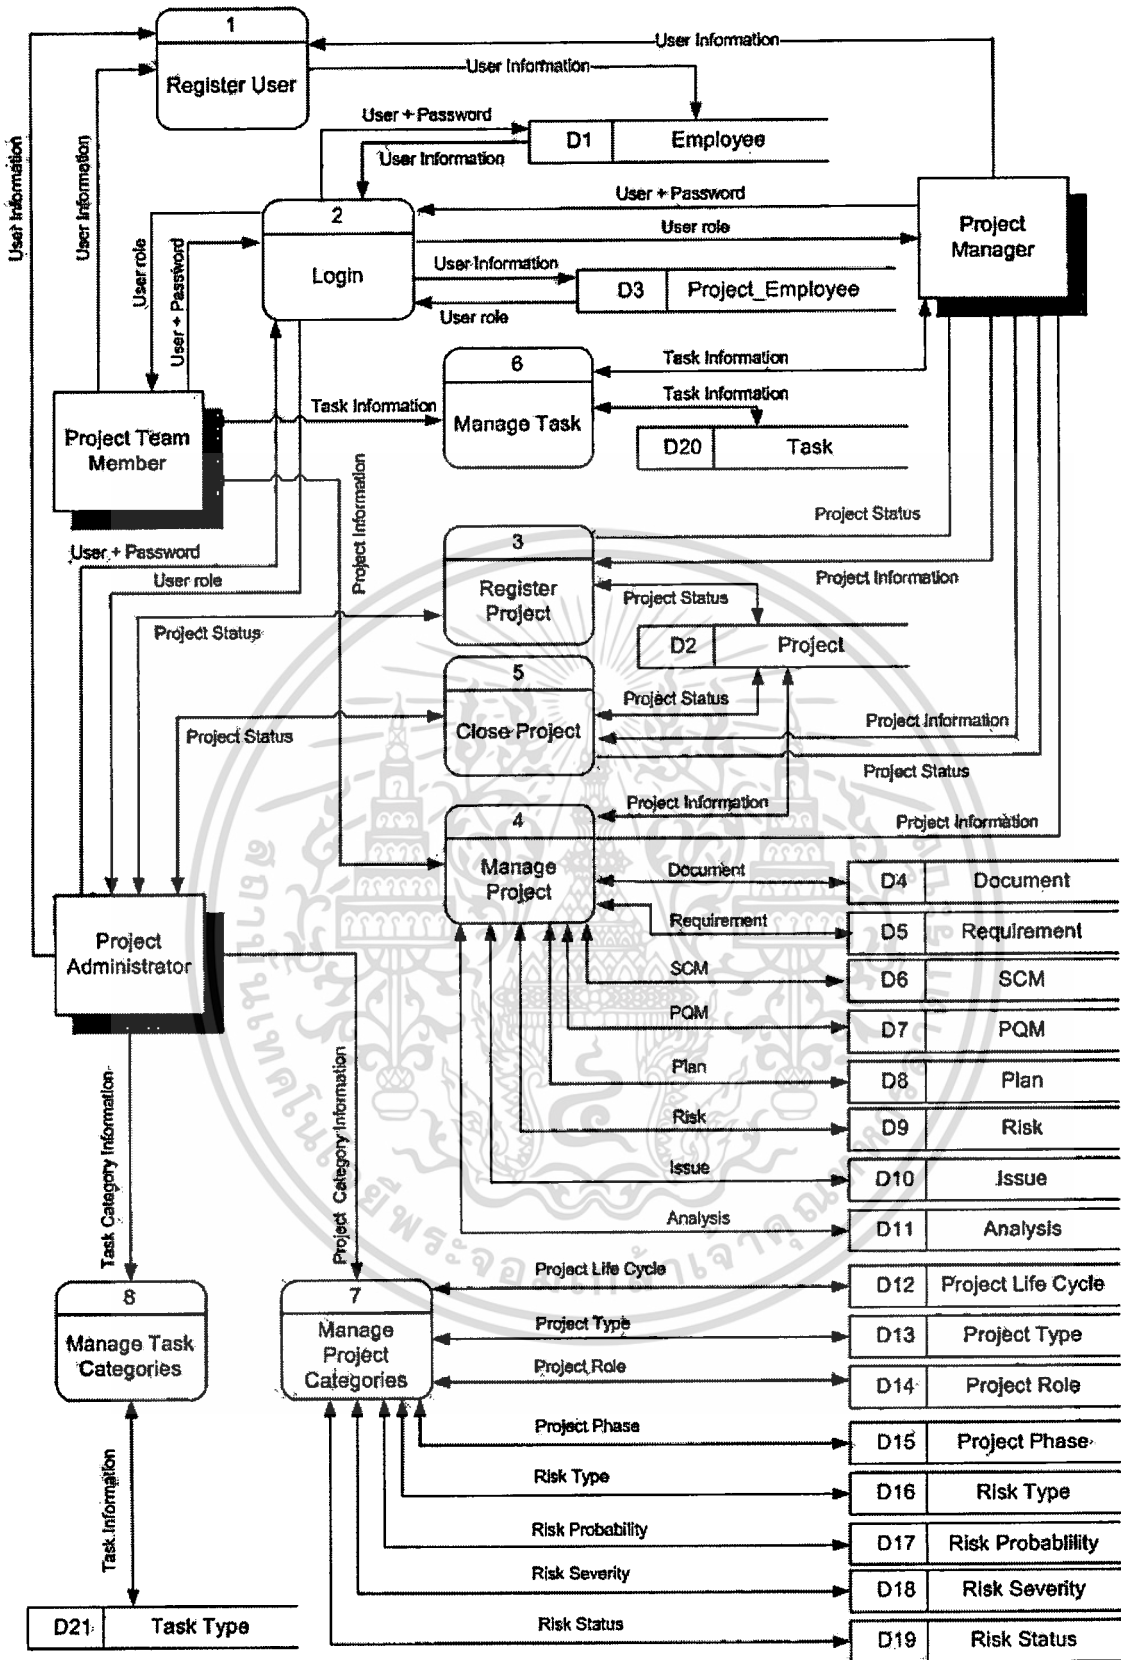 1
Register User
User Information
User Information
User + Password
User Information
D1 Employee
User Information
User Information
User + Password
User role
Project
Manager
2
Login
User role
User + Password
User Information
D3 Project_Employee
User role
6
Manage Task
Task Information
Task Information
Task Information
D20 Task
Project Team
Member
Project Information
User + Password
User role
Project Status
3
Register
Project
Project Status
Project Information
Project Status
D2 Project
5
Close Project
Project Status
Project Status
Project Information
Project Status
4
Manage
Project
Project Information
Project Information
Document
D4 Document
Requirement
D5 Requirement
SCM
D6 SCM
PQM
D7 PQM
Plan
D8 Plan
Risk
D9 Risk
Issue
D10 Issue
Analysis
D11 Analysis
Project
Administrator
Task Category Information
Project Category Information
8
Manage Task
Categories
7
Manage
Project
Categories
Project Life Cycle
D12 Project Life Cycle
Project Type
D13 Project Type
Project Role
D14 Project Role
Project Phase
D15 Project Phase
Risk Type
D16 Risk Type
Risk Probability
D17 Risk Probablility
Risk Severity
D18 Risk Severity
Risk Status
D19 Risk Status
Task Information
D21 Task Type